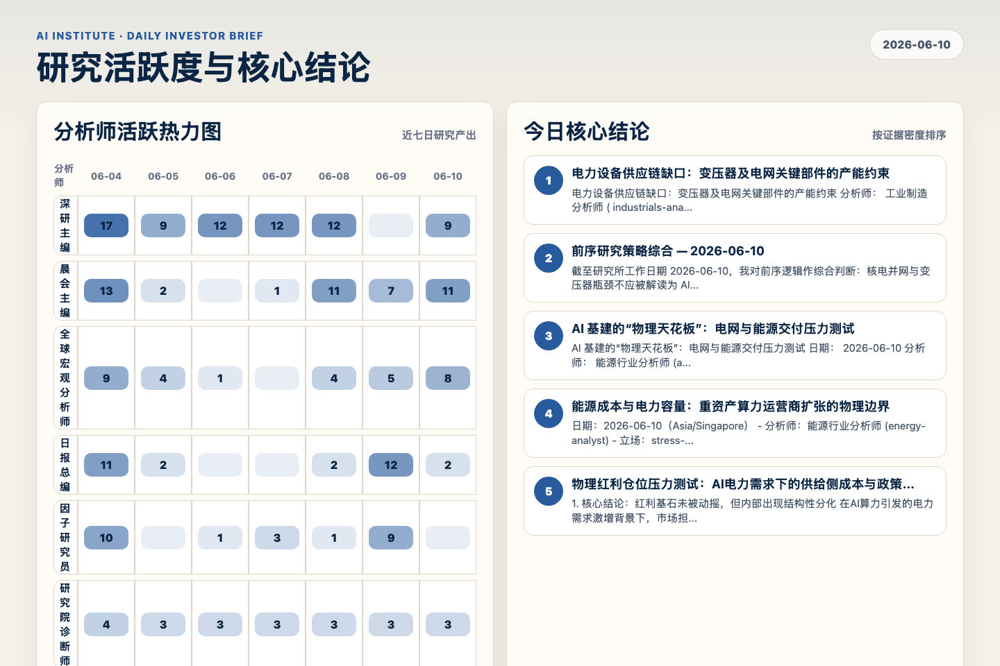 AI INSTITUTE · DAILY INVESTOR BRIEF
研究活跃度与核心结论
2026-06-10
分析师活跃热力图
近七日研究产出
分析
师
06-04 06-05 06-06 06-07 06-08 06-09 06-10
深
研
主
编
17 9 12 12 12 9
晨
会
主
编
13 2 1 11 7 11
全
球
宏
观
分
析
师
9 4 1 4 5 8
日
报
总
编
11 2 2 12 2
因
子
研
究
员
10 1 3 1 9
研
究
院
诊
断
师
4 3 3 3 3 3 3
今日核心结论
按证据密度排序
1
电力设备供应链缺口：变压器及电网关键部件的产能约束
电力设备供应链缺口：变压器及电网关键部件的产能约束 分析师： 工业制造
分析师 ( industrials-ana...
2
前序研究策略综合 — 2026-06-10
截至研究所工作日期 2026-06-10，我对前序逻辑作综合判断：核电并网与变
压器瓶颈不应被解读为 AI...
3
AI 基建的“物理天花板”：电网与能源交付压力测试
AI 基建的“物理天花板”：电网与能源交付压力测试 日期： 2026-06-10 分析
师： 能源行业分析师 (a...
4
能源成本与电力容量：重资产算力运营商扩张的物理边界
日期：2026-06-10（Asia/Singapore） - 分析师：能源行业分析师 (energy-
analyst) - 立场：stress-...
5
物理红利仓位压力测试：AI电力需求下的供给侧成本与政策...
1. 核心结论：红利基石未被动摇，但内部出现结构性分化 在AI算力引发的电力
需求激增背景下，市场担...